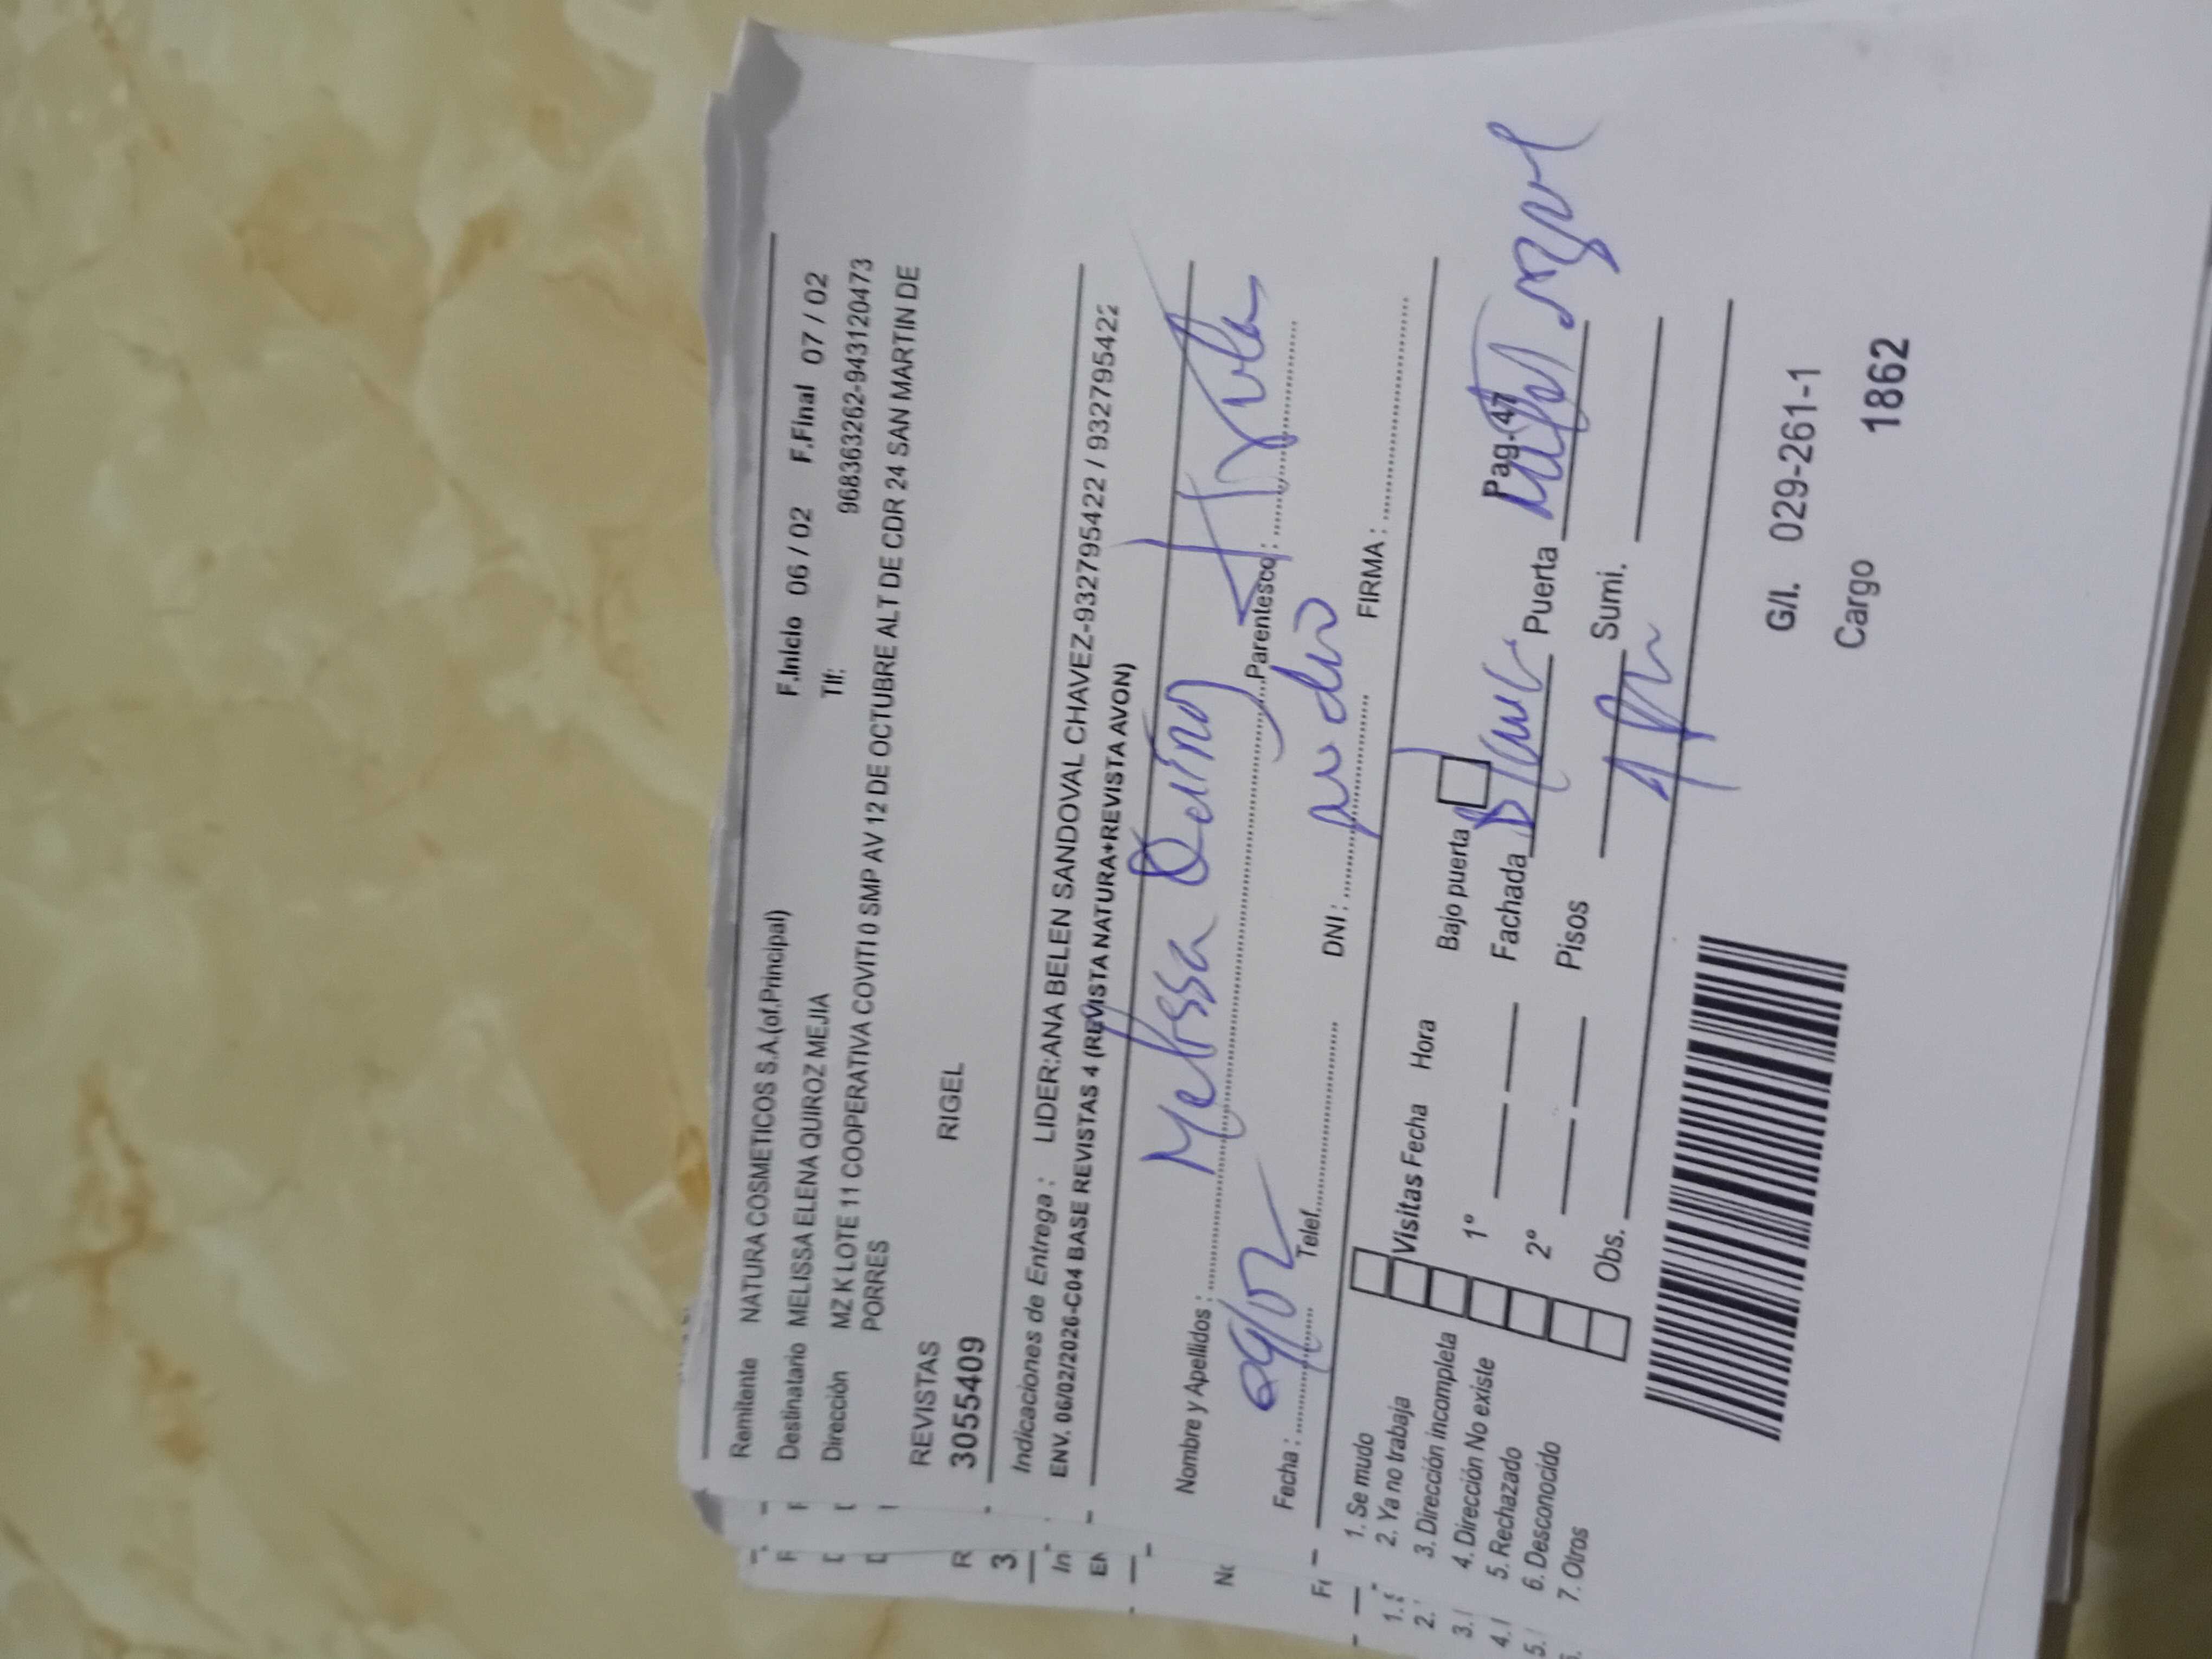 Remitente NATURA COSMETICOS S.A.(of.Principal)
Destinatario MELISSA ELENA QUIROZ MEJIA F.Inicio 06 / 02 F.Final 07 / 02
Dirección MZ K LOTE 11 COOPERATIVA COVITI 0 SMP AV 12 DE OCTUBRE ALT DE CDR 24 SAN MARTIN DE PORRES
Tlf: 968363262-943120473
REVISTAS RIGEL
3055409
Indicaciones de Entrega : LIDER:ANA BELEN SANDOVAL CHAVEZ-932795422 / 932795422
ENV. 06/02/2026-C04 BASE REVISTAS 4 (REVISTA NATURA+REVISTA AVON)
Nombre y Apellidos : Melissa
Parentesco :
Fecha : Telef. DNI : FIRMA :
1. Se mudo
2. Ya no trabaja
3. Dirección incompleta
4. Dirección No existe
5. Rechazado
6. Desconocido
7. Otros
Visitas Fecha Hora
1º
2º
Obs.
Bajo puerta Pag-47
Fachada Puerta
Pisos Sumi.
G/I. 029-261-1
Cargo 1862